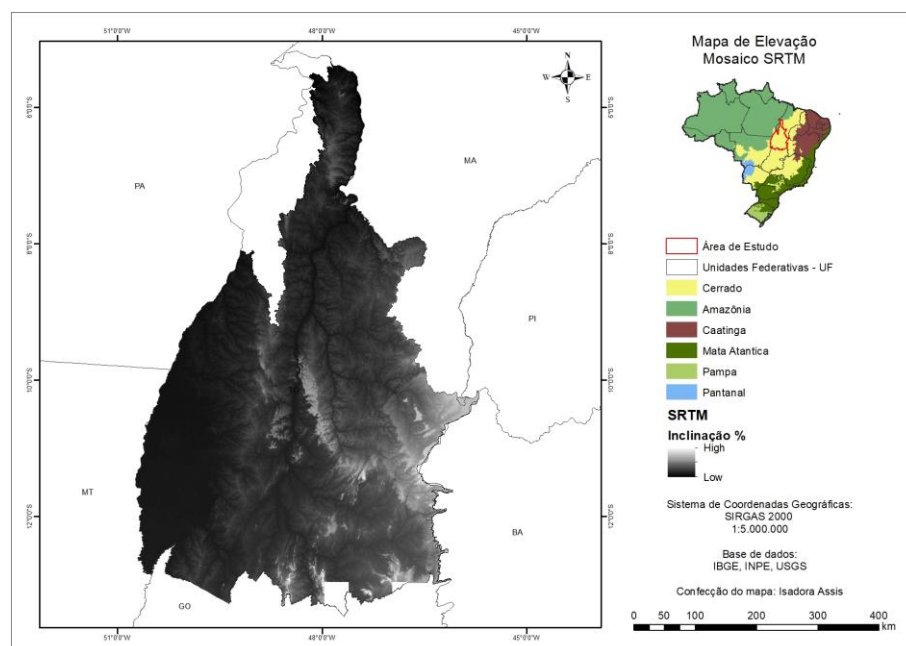 51°0'0"W
48°0'0"W
45°0'0"W
6°0'0"S
8°0'0"S
10°0'0"S
12°0'0"S
6°0'0"S
8°0'0"S
10°0'0"S
12°0'0"S
N
W
E
S
PA
MA
PI
MT
BA
GO
51°0'0"W
48°0'0"W
45°0'0"W
Mapa de Elevação
Mosaico SRTM
Área de Estudo
Unidades Federativas - UF
Cerrado
Amazônia
Caatinga
Mata Atantica
Pampa
Pantanal
SRTM
Inclinação %
High
Low
Sistema de Coordenadas Geográficas:
SIRGAS 2000
1:5.000.000
Base de dados:
IBGE, INPE, USGS
Confecção do mapa: Isadora Assis
0 50 100 200 300 400
km